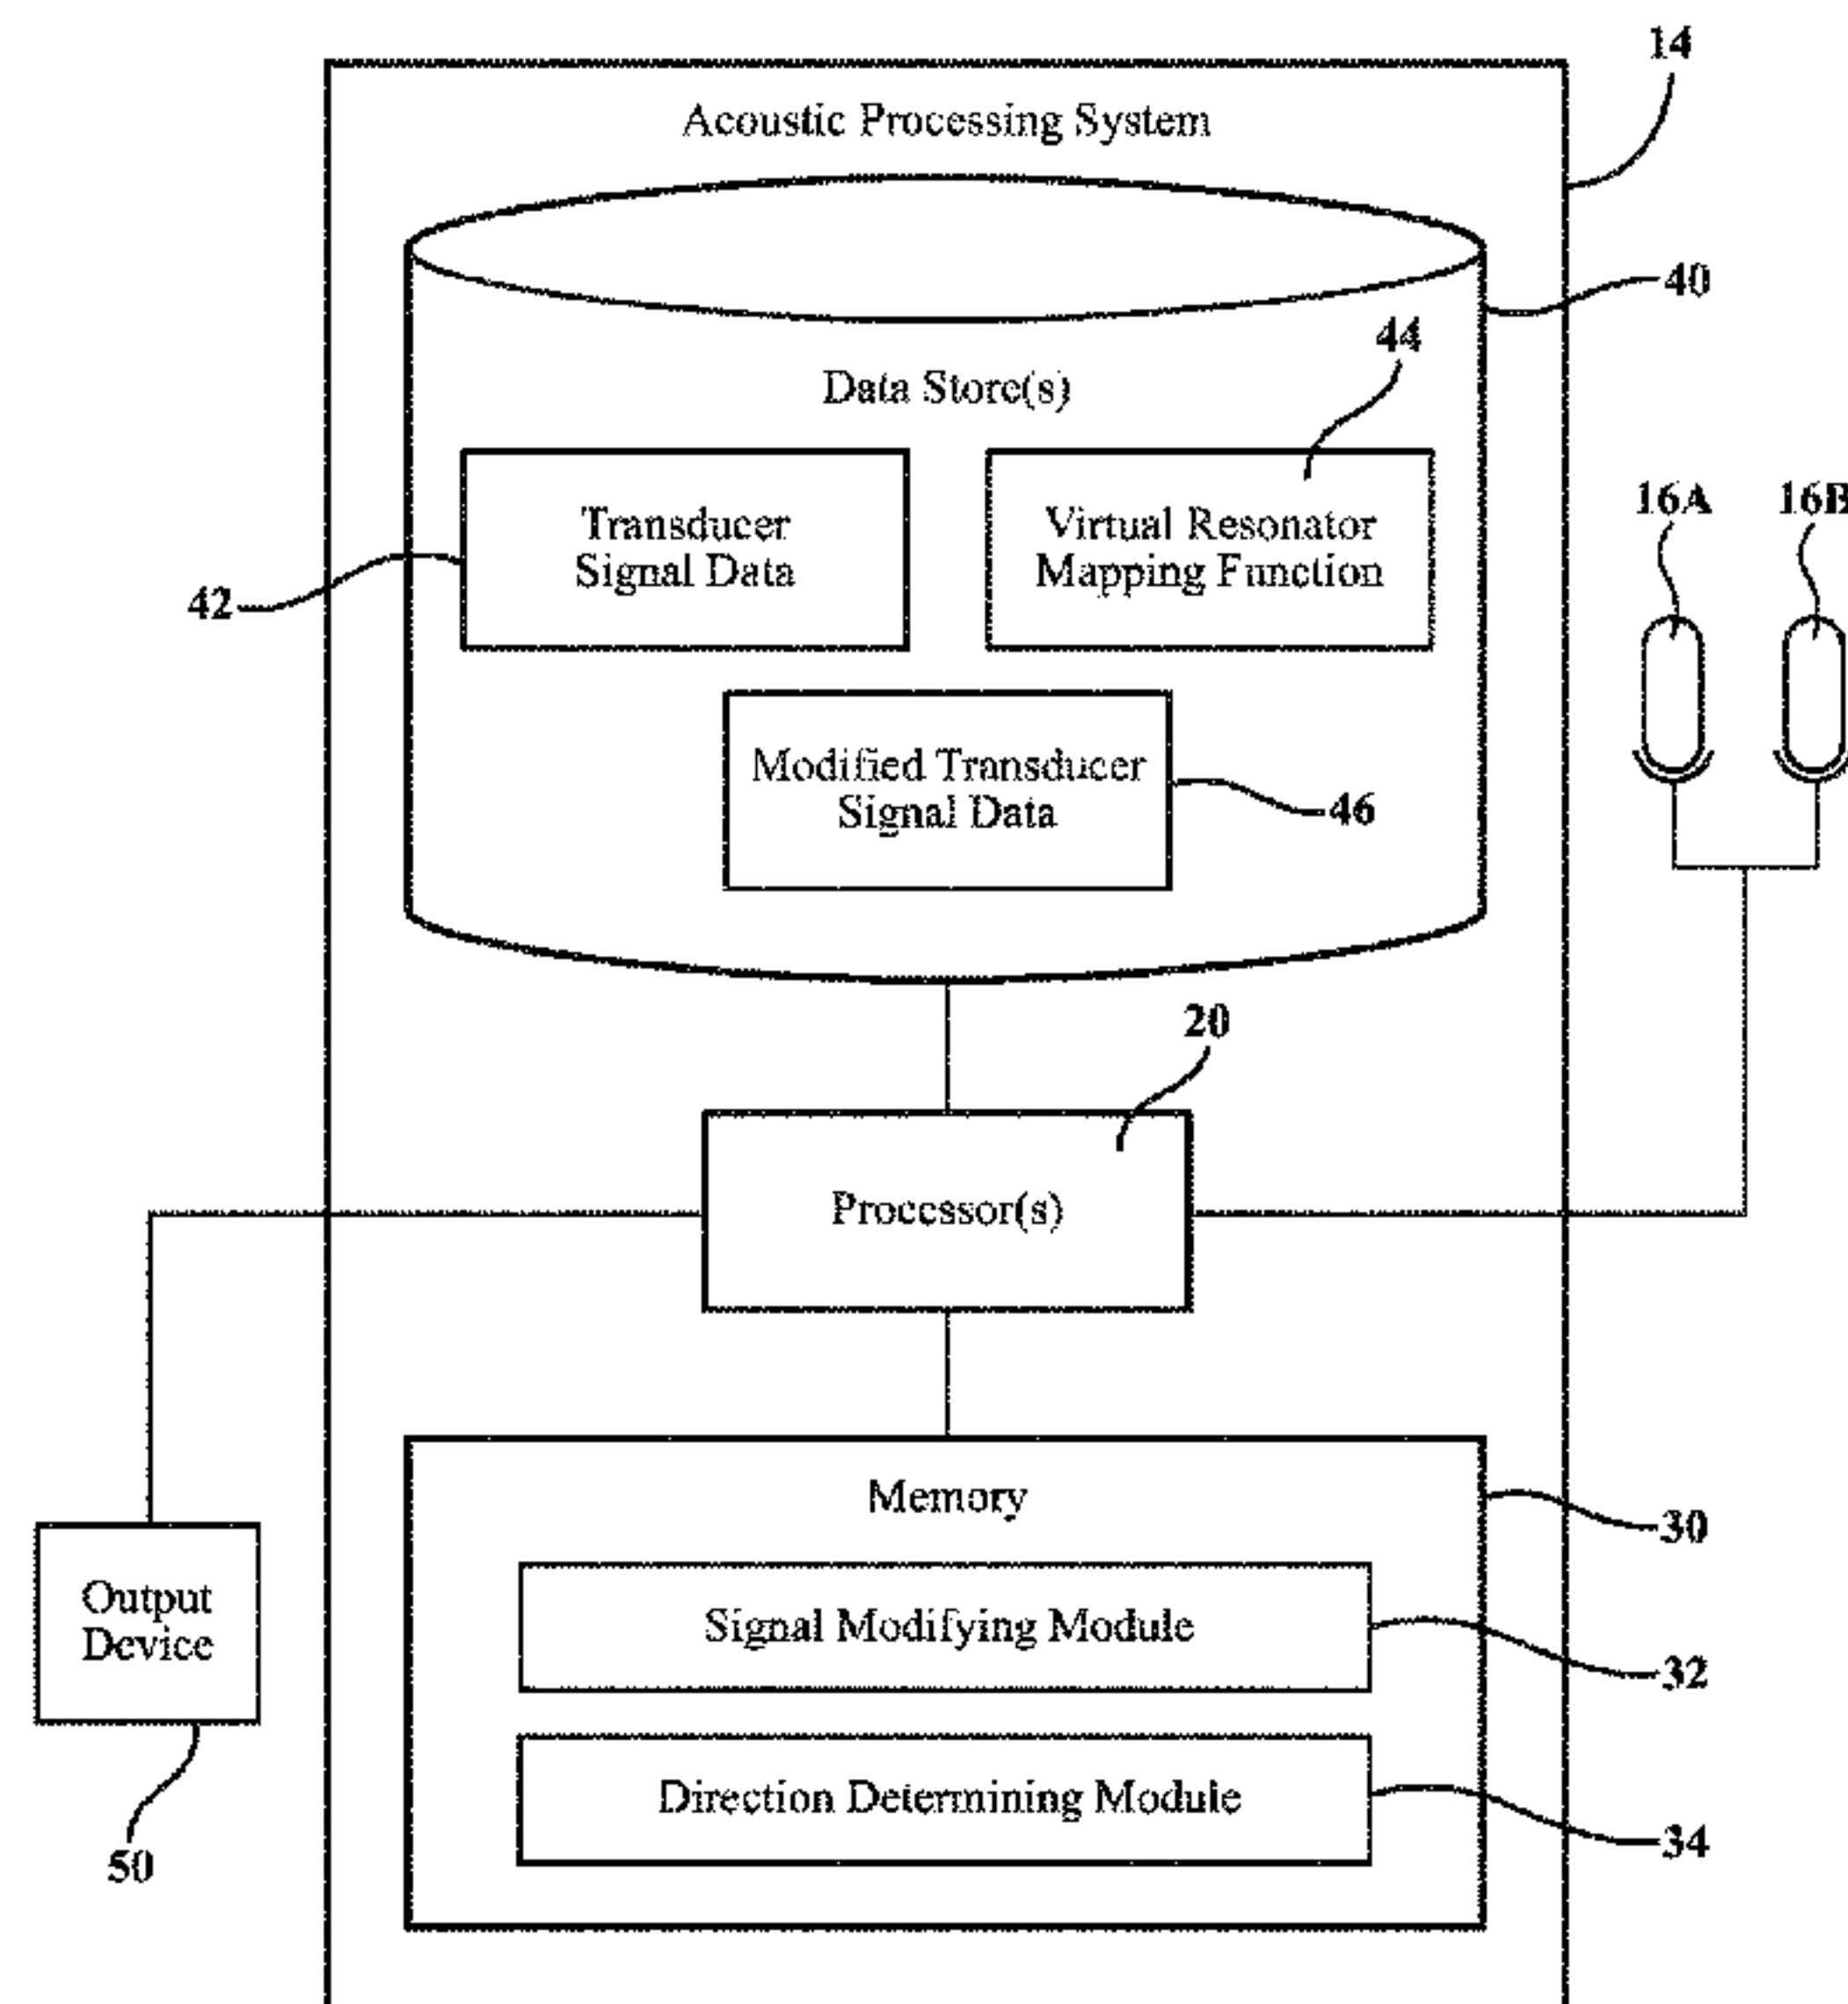 14
Acoustic Processing System
40
44
Data Store(s)
16A
16B
Transducer
Signal Data
Virtual Resonator
Mapping Function
42
Modified Transducer
Signal Data
46
20
Processor(s)
Memory
30
Output
Device
Signal Modifying Module
32
Direction Determining Module
34
50